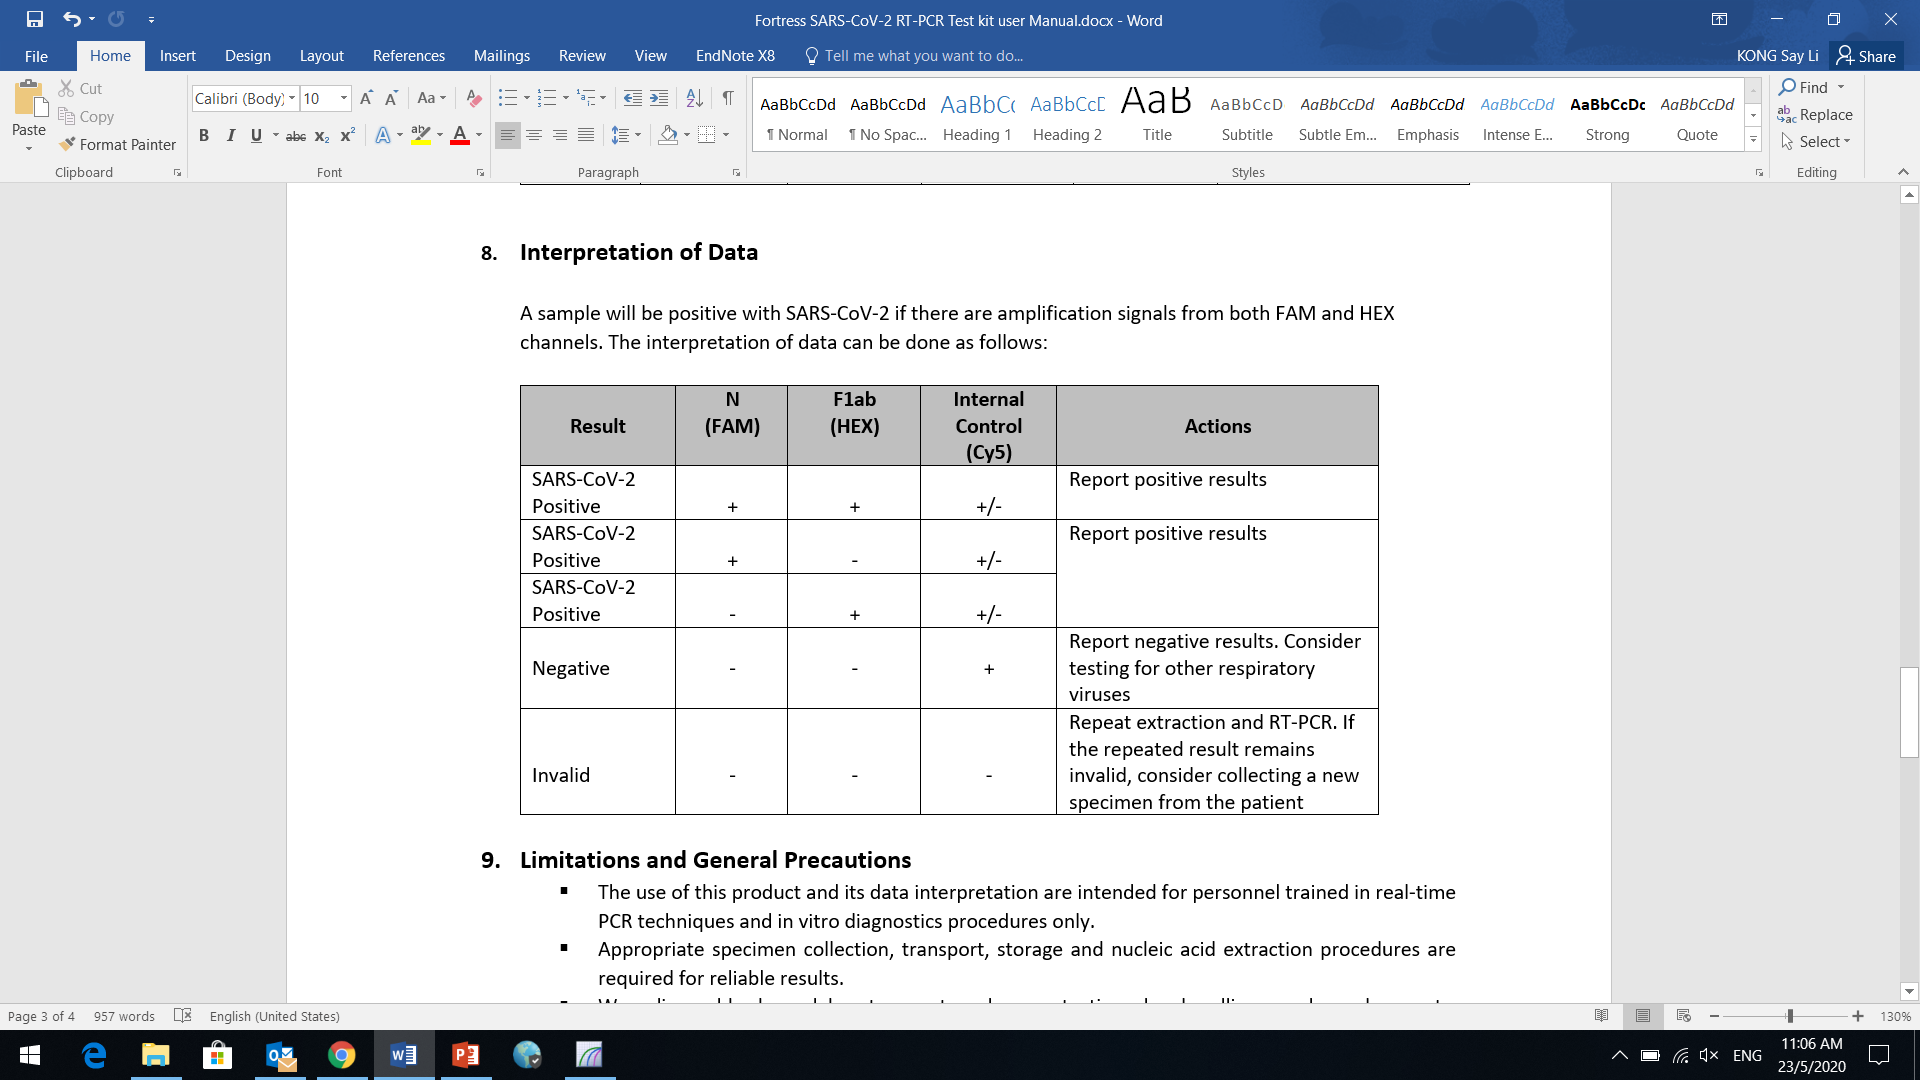 Fortress SARS-CoV-2 RT-PCR Test kit user Manual.docx - Word
File Home Insert Design Layout References Mailings Review View EndNote X8 Tell me what you want to do... KONG Say Li Share
Paste
Cut
Copy
Format Painter
Clipboard
Calibri (Body) 10
Font
Paragraph
AaBbCcDd AaBbCcDd AaBbCc AaBbCcE AaB AaBbCcD AaBbCcDd AaBbCcDd AaBbCcDd AaBbCcDc AaBbCcDd
¶ Normal ¶ No Spac... Heading 1 Heading 2 Title Subtitle Subtle Em... Emphasis Intense E... Strong Quote
Styles
Find
Replace
Select
Editing
8. Interpretation of Data
A sample will be positive with SARS-CoV-2 if there are amplification signals from both FAM and HEX
channels. The interpretation of data can be done as follows:
Result
N
(FAM)
F1ab
(HEX)
Internal
Control
(Cy5)
Actions
SARS-CoV-2
Positive
+ + +/-
Report positive results
SARS-CoV-2
Positive
+ - +/-
Report positive results
SARS-CoV-2
Positive
- + +/-
Negative
- - +
Report negative results. Consider
testing for other respiratory
viruses
Invalid
- - -
Repeat extraction and RT-PCR. If
the repeated result remains
invalid, consider collecting a new
specimen from the patient
9. Limitations and General Precautions
▪ The use of this product and its data interpretation are intended for personnel trained in real-time
PCR techniques and in vitro diagnostics procedures only.
▪ Appropriate specimen collection, transport, storage and nucleic acid extraction procedures are
required for reliable results.
Page 3 of 4 957 words English (United States) 130%
ENG
11:06 AM
23/5/2020